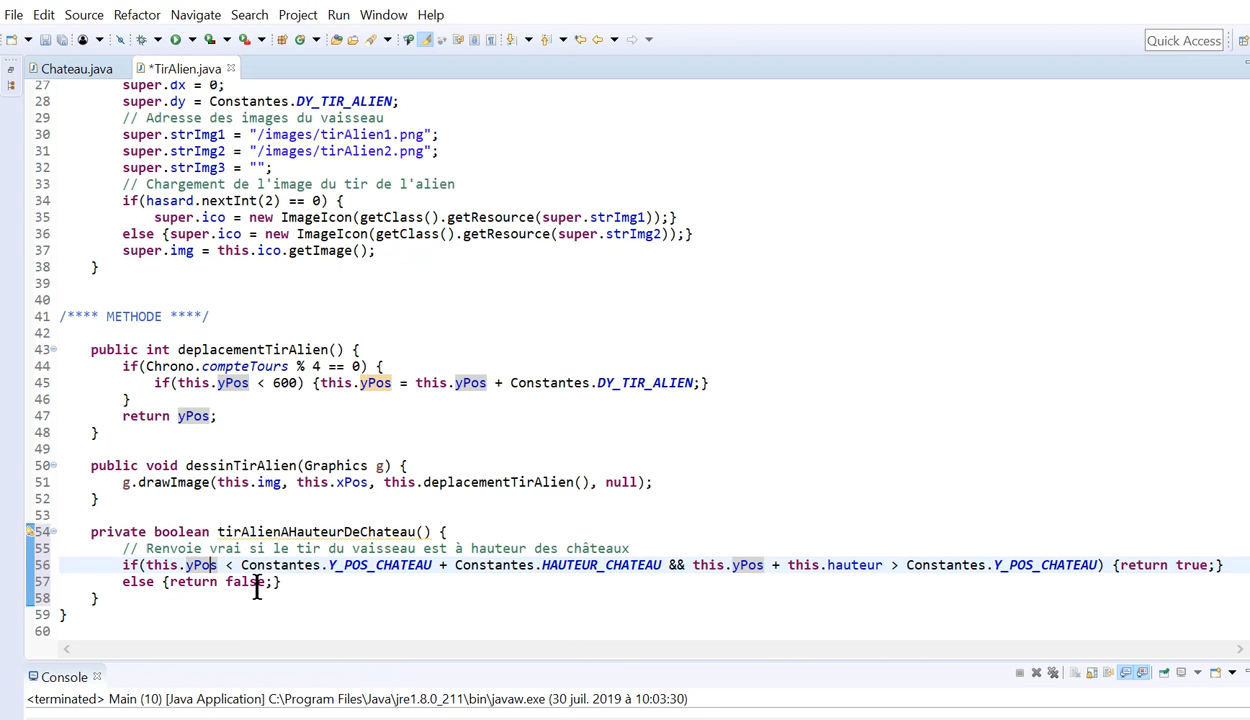 File Edit Source Refactor Navigate Search Project Run Window Help
Quick Access
Chateau.java *TirAlien.java
27 super.dx = 0;
28 super.dy = Constantes.DY_TIR_ALIEN;
29 // Adresse des images du vaisseau
30 super.strImg1 = "/images/tirAlien1.png";
31 super.strImg2 = "/images/tirAlien2.png";
32 super.strImg3 = "";
33 // Chargement de l'image du tir de l'alien
34 if(hasard.nextInt(2) == 0) {
35 super.ico = new ImageIcon(getClass().getResource(super.strImg1));}
36 else {super.ico = new ImageIcon(getClass().getResource(super.strImg2));}
37 super.img = this.ico.getImage();
38 }
39
40
41 /**** METHODE ****/
42
43 public int deplacementTirAlien() {
44 if(Chrono.compteTours % 4 == 0) {
45 if(this.yPos < 600) {this.yPos = this.yPos + Constantes.DY_TIR_ALIEN;}
46 }
47 return yPos;
48 }
49
50 public void dessinTirAlien(Graphics g) {
51 g.drawImage(this.img, this.xPos, this.deplacementTirAlien(), null);
52 }
53
54 private boolean tirAlienAHauteurDeChateau() {
55 // Renvoie vrai si le tir du vaisseau est à hauteur des châteaux
56 if(this.yPos < Constantes.Y_POS_CHATEAU + Constantes.HAUTEUR_CHATEAU && this.yPos + this.hauteur > Constantes.Y_POS_CHATEAU) {return true;}
57 else {return false;}
58 }
59 }
60
Console
<terminated> Main (10) [Java Application] C:\Program Files\Java\jre1.8.0_211\bin\javaw.exe (30 juil. 2019 à 10:03:30)